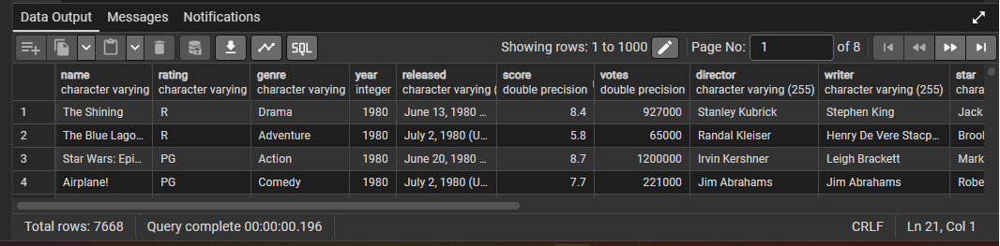 Data Output Messages Notifications
SQL Showing rows: 1 to 1000 Page No: 1 of 8
name rating genre year released score votes director writer star
character varying character varying character varying integer character varying ( double precision double precision character varying (255) character varying (255) chara
1 The Shining R Drama 1980 June 13, 1980 ... 8.4 927000 Stanley Kubrick Stephen King Jack
2 The Blue Lago... R Adventure 1980 July 2, 1980 (U... 5.8 65000 Randal Kleiser Henry De Vere Stacp... Brool
3 Star Wars: Epi... PG Action 1980 June 20, 1980 ... 8.7 1200000 Irvin Kershner Leigh Brackett Mark
4 Airplane! PG Comedy 1980 July 2, 1980 (U... 7.7 221000 Jim Abrahams Jim Abrahams Robe
Total rows: 7668 Query complete 00:00:00.196 CRLF Ln 21, Col 1